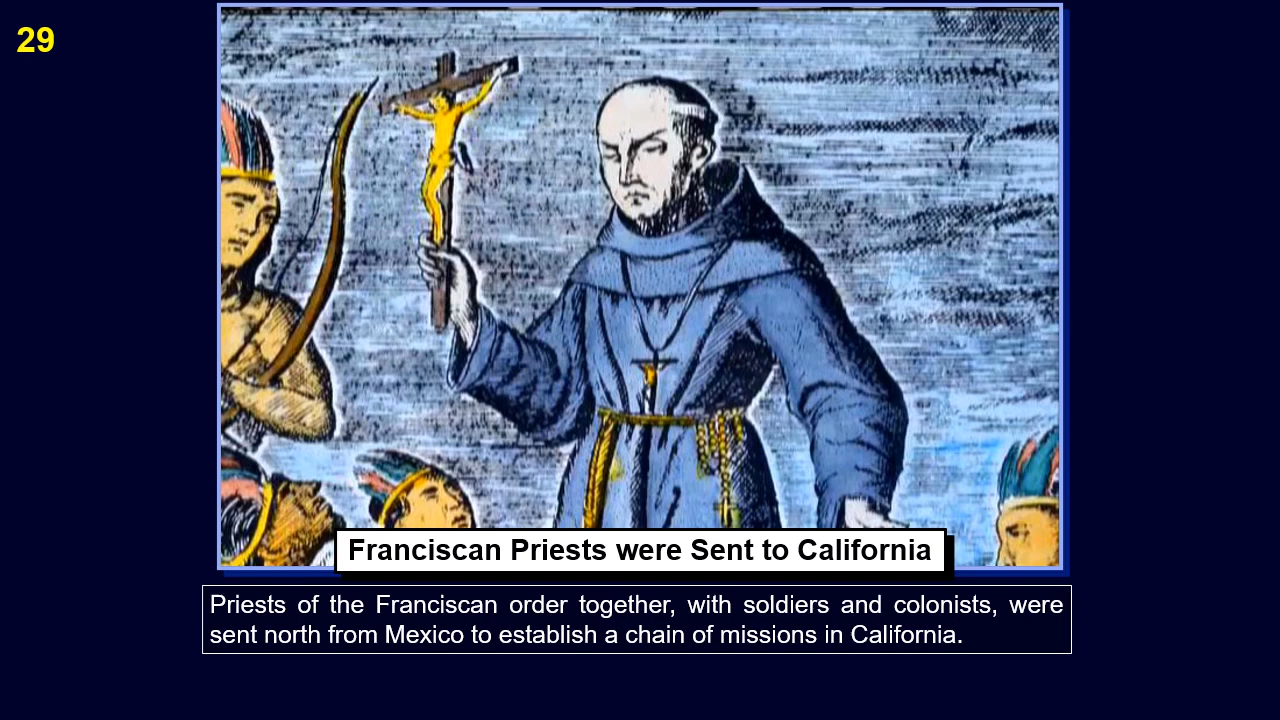 29
Franciscan Priests were Sent to California
Priests of the Franciscan order together, with soldiers and colonists, were
sent north from Mexico to establish a chain of missions in California.